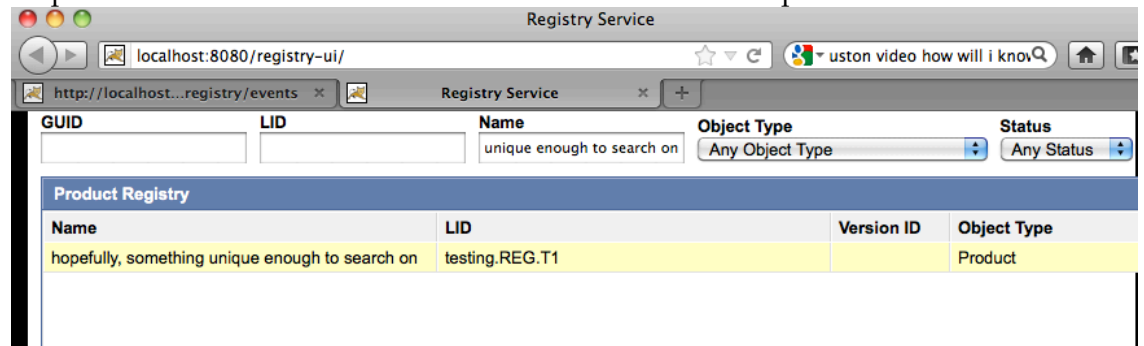 Registry Service
localhost:8080/registry-ui/
uston video how will i know
http://localhost...registry/events × Registry Service × +
GUID LID Name Object Type Status
unique enough to search on Any Object Type Any Status
Product Registry
Name LID Version ID Object Type
hopefully, something unique enough to search on testing.REG.T1 Product